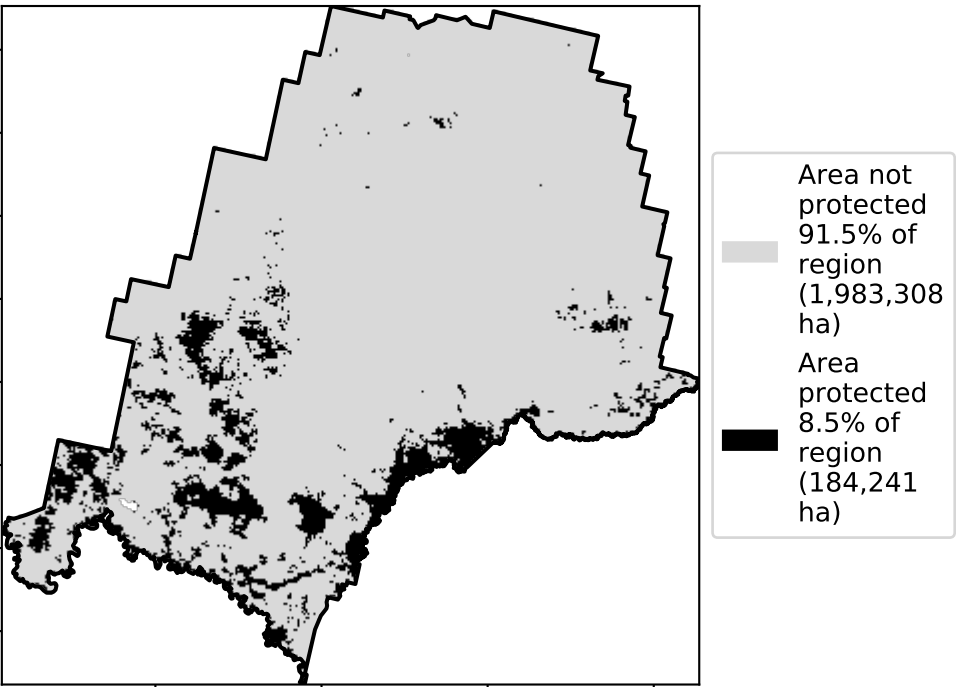 Area not
protected
91.5% of
region
(1,983,308
ha)
Area
protected
8.5% of
region
(184,241
ha)